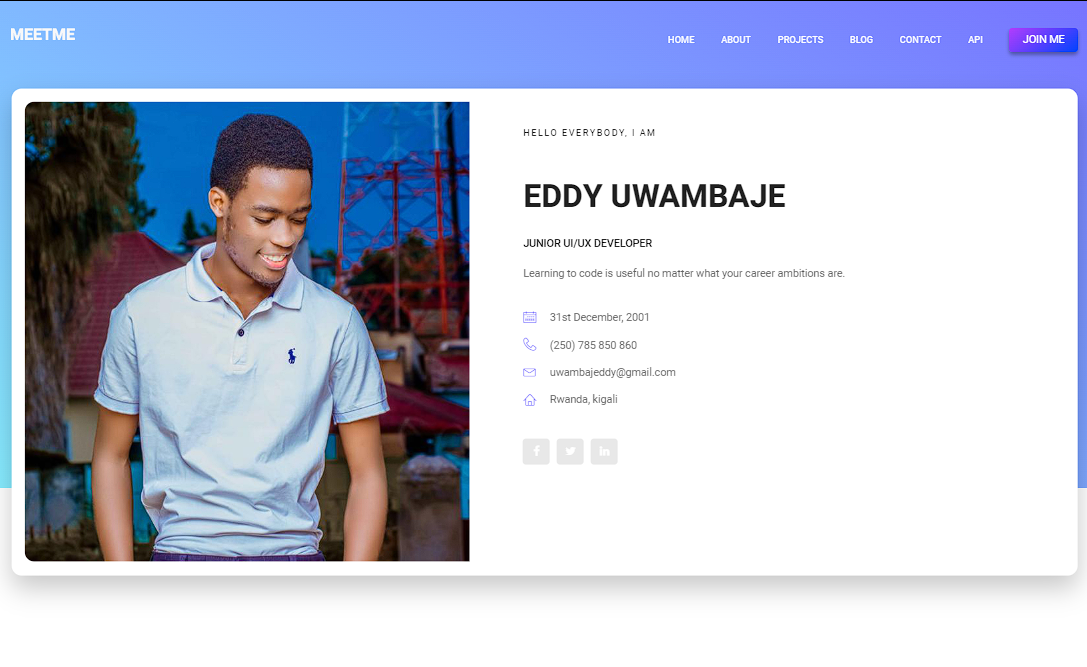 MEETME
HOME ABOUT PROJECTS BLOG CONTACT API JOIN ME
HELLO EVERYBODY, I AM
EDDY UWAMBAJE
JUNIOR UI/UX DEVELOPER
Learning to code is useful no matter what your career ambitions are.
31st December, 2001
(250) 785 850 860
uwambajeddy@gmail.com
Rwanda, kigali